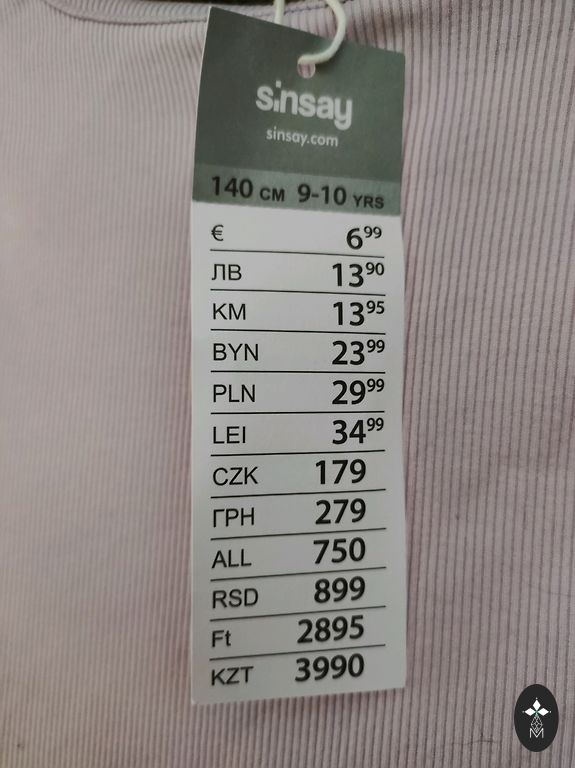 sinsay
sinsay.com
140 CM 9-10 YRS
€ 6 99
ЛВ 13 90
KM 13 95
BYN 23 99
PLN 29 99
LEI 34 99
CZK 179
ГРН 279
ALL 750
RSD 899
Ft 2895
KZT 3990
M